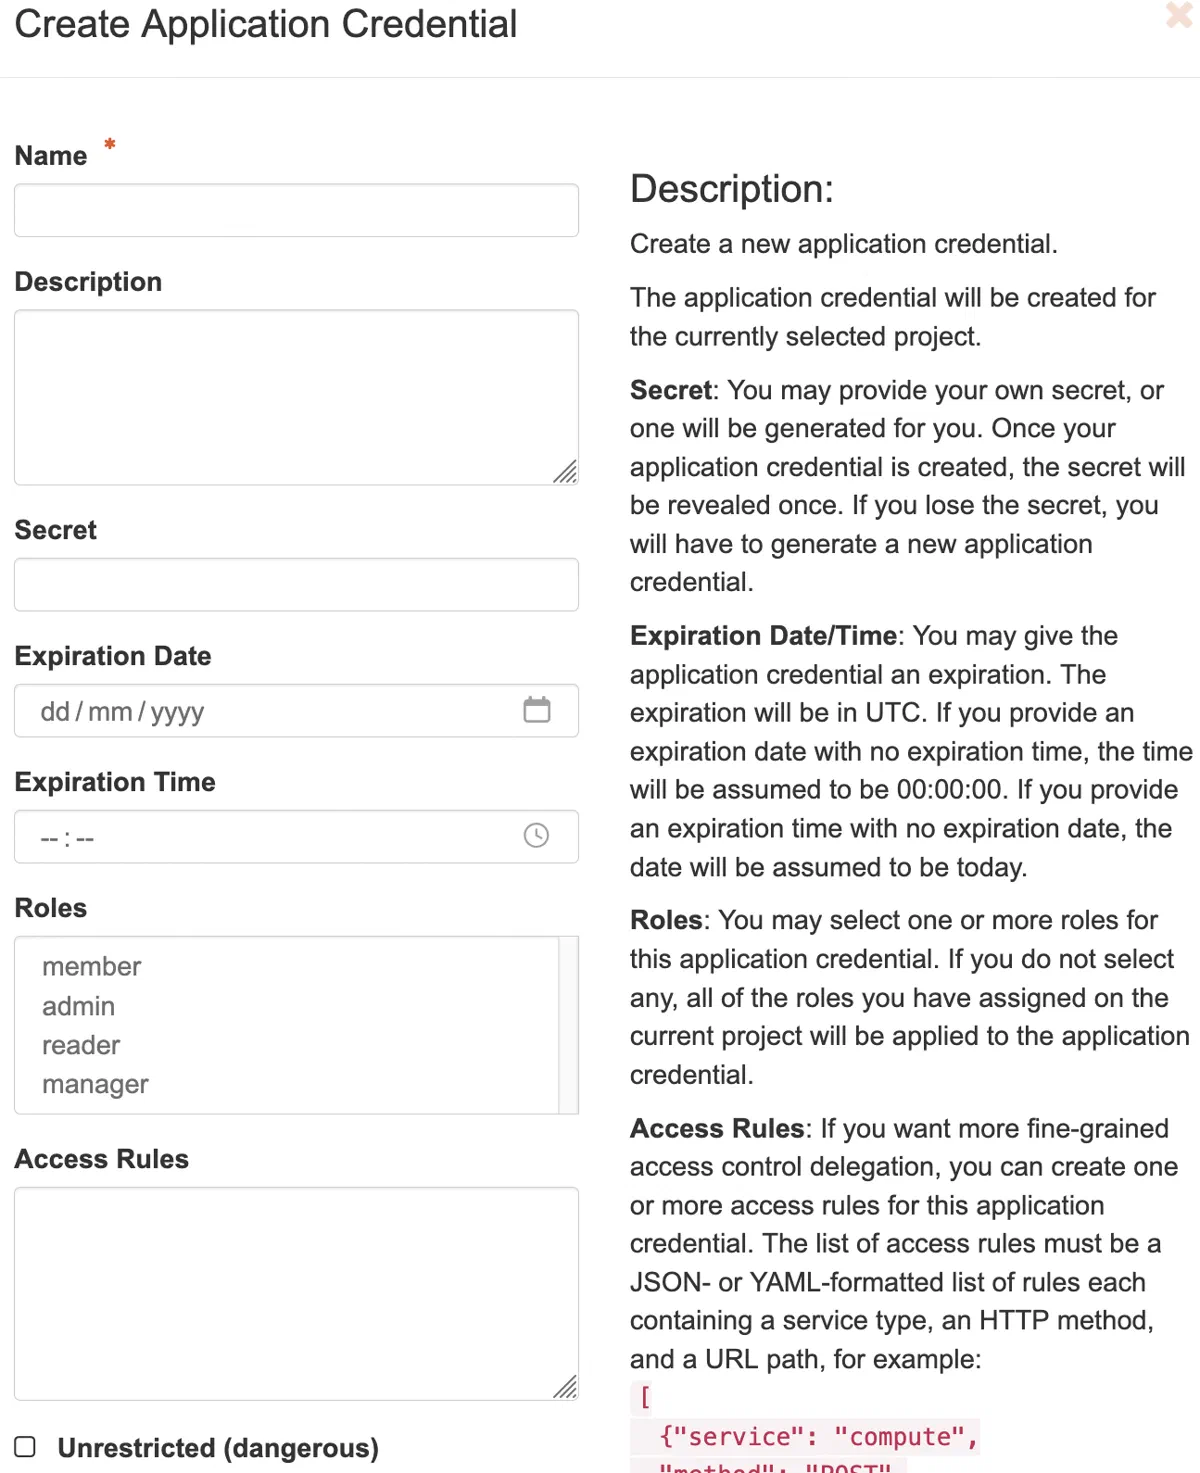 Create Application Credential
Name *
Description
Secret
Expiration Date
dd/mm/yyyy
Expiration Time
--:--
Roles
member
admin
reader
manager
Access Rules
Unrestricted (dangerous)
Description:
Create a new application credential.
The application credential will be created for
the currently selected project.
Secret: You may provide your own secret, or
one will be generated for you. Once your
application credential is created, the secret will
be revealed once. If you lose the secret, you
will have to generate a new application
credential.
Expiration Date/Time: You may give the
application credential an expiration. The
expiration will be in UTC. If you provide an
expiration date with no expiration time, the time
will be assumed to be 00:00:00. If you provide
an expiration time with no expiration date, the
date will be assumed to be today.
Roles: You may select one or more roles for
this application credential. If you do not select
any, all of the roles you have assigned on the
current project will be applied to the application
credential.
Access Rules: If you want more fine-grained
access control delegation, you can create one
or more access rules for this application
credential. The list of access rules must be a
JSON- or YAML-formatted list of rules each
containing a service type, an HTTP method,
and a URL path, for example:
[
{"service": "compute",
"method": "POST"